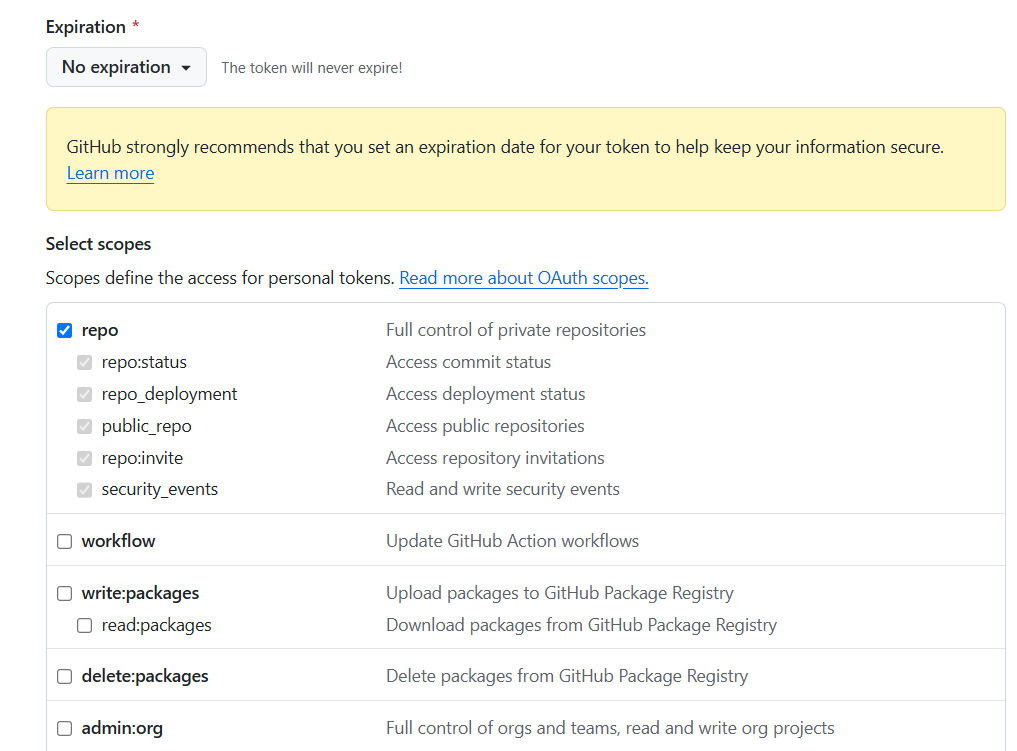 Expiration *
No expiration The token will never expire!
GitHub strongly recommends that you set an expiration date for your token to help keep your information secure.
Learn more
Select scopes
Scopes define the access for personal tokens. Read more about OAuth scopes.
repo Full control of private repositories
repo:status Access commit status
repo_deployment Access deployment status
public_repo Access public repositories
repo:invite Access repository invitations
security_events Read and write security events
workflow Update GitHub Action workflows
write:packages Upload packages to GitHub Package Registry
read:packages Download packages from GitHub Package Registry
delete:packages Delete packages from GitHub Package Registry
admin:org Full control of orgs and teams, read and write org projects